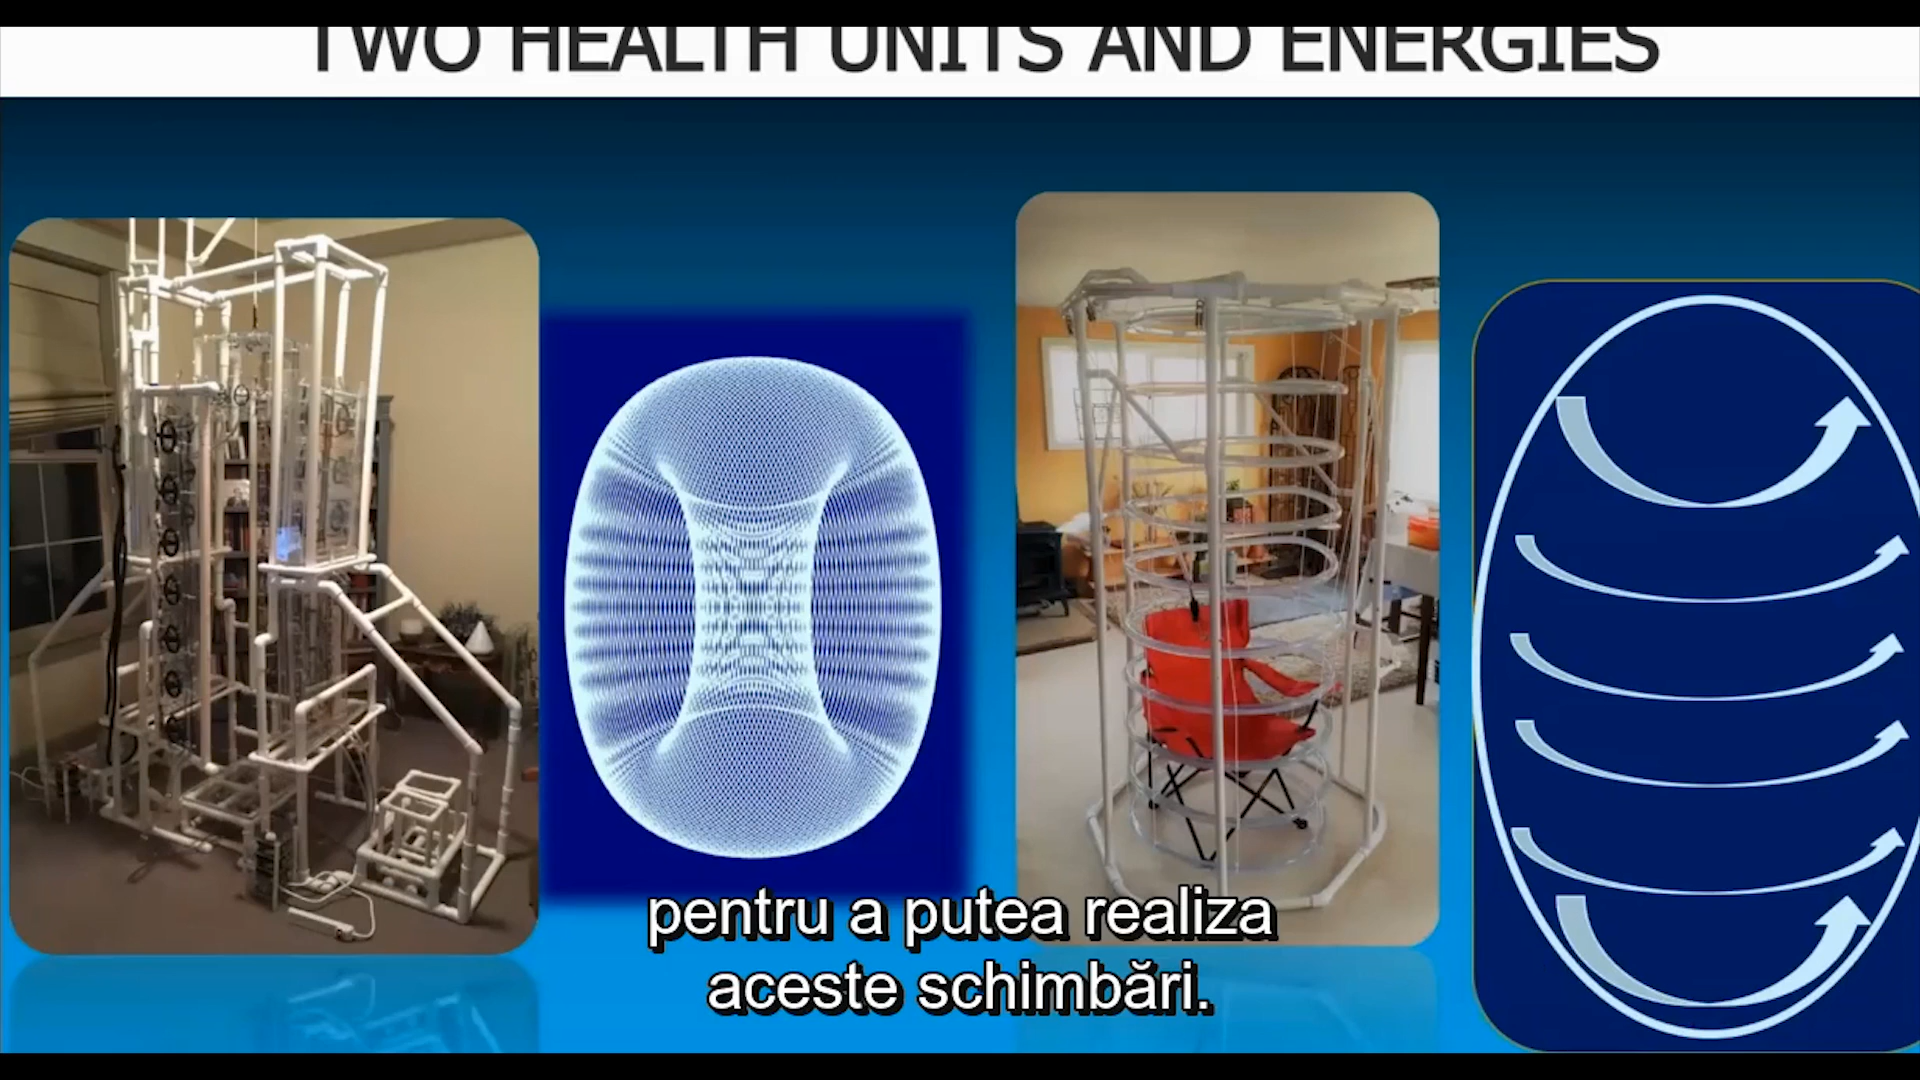 TWO HEALTH UNITS AND ENERGIES
pentru a putea realiza
aceste schimbări.